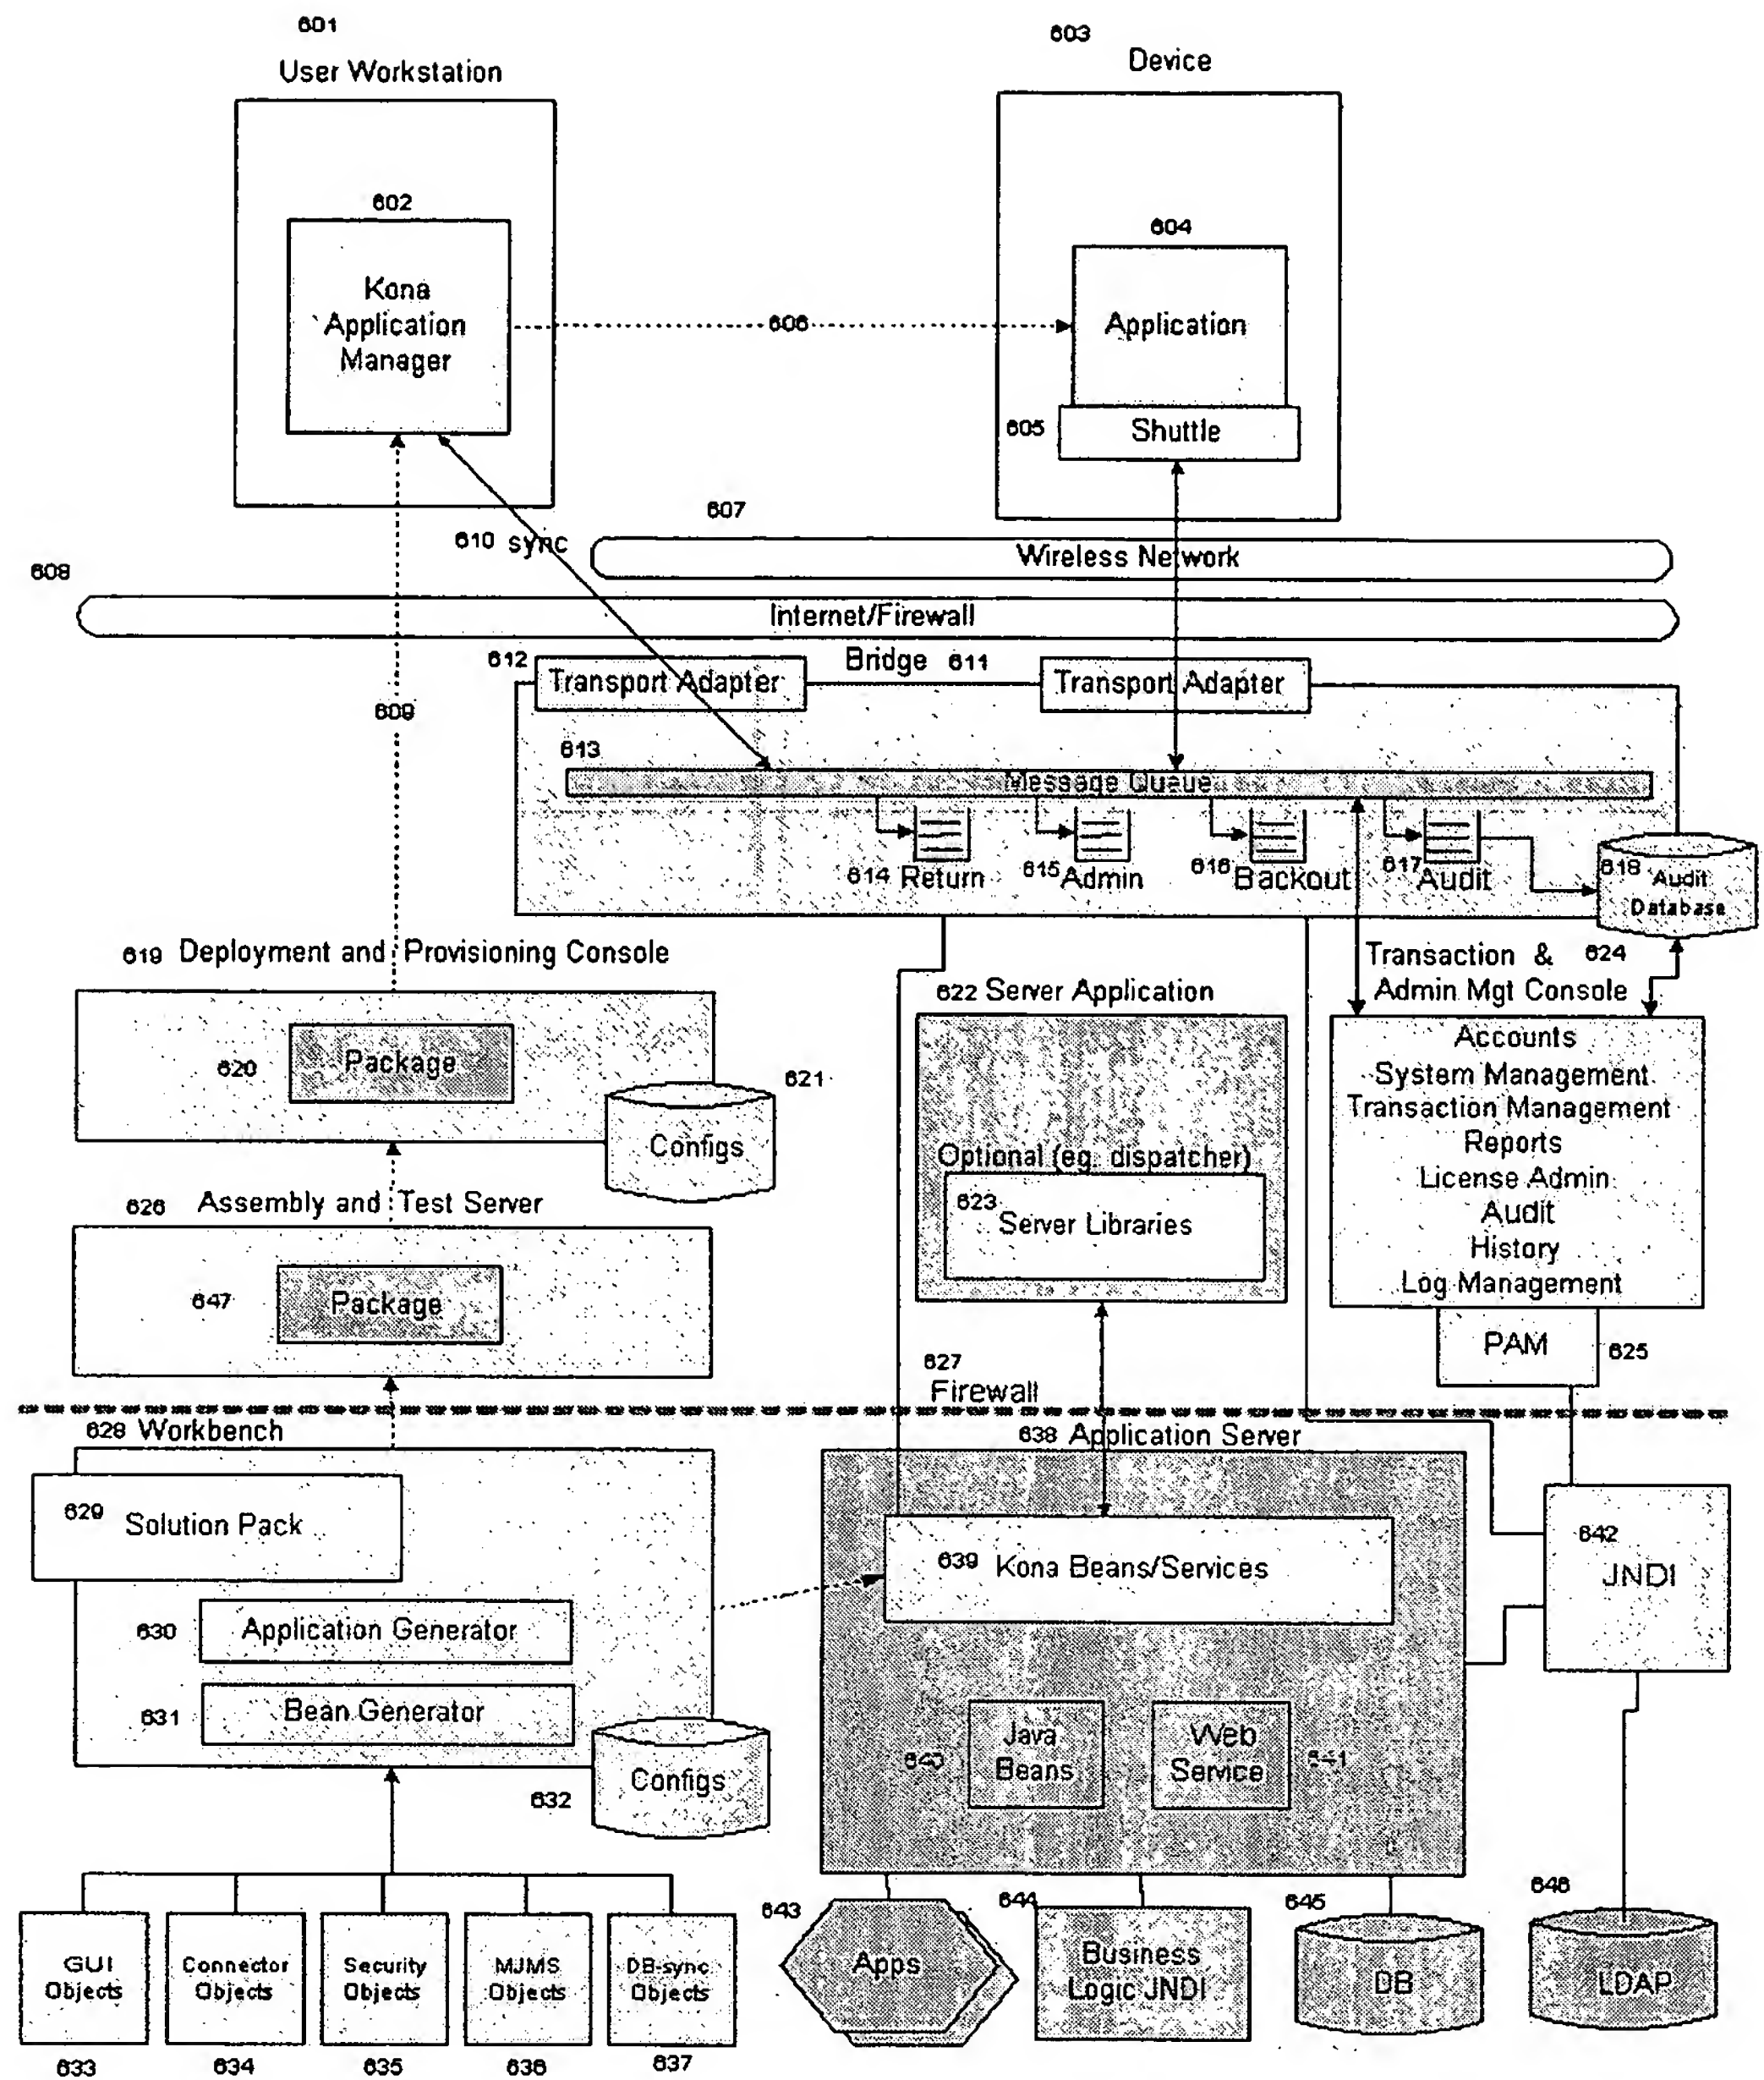 601
User Workstation
603
Device
602
Kona
Application
Manager
604
Application
606
605 Shuttle
607
610 sync
Wireless Network
608
Internet/Firewall
612 Bridge 611
Transport Adapter Transport Adapter
609
613
Message Queue
614 Return 615 Admin 616 Backout 617 Audit
618 Audit
Database
619 Deployment and Provisioning Console
Transaction & 624
Admin Mgt Console
622 Server Application
620 Package 621
Configs
Optional (eg. dispatcher)
623
Server Libraries
Accounts
System Management
Transaction Management
Reports
License Admin
Audit
History
Log Management
626 Assembly and Test Server
647 Package
PAM 625
627
Firewall
628 Workbench
638 Application Server
629
Solution Pack
639 Kona Beans/Services
642
JNDI
630 Application Generator
631 Bean Generator
632 Configs
640 Java
Beans
Web
Service 641
643
Apps
644
Business
Logic JNDI
645
DB
646
LDAP
GUI
Objects
Connector
Objects
Security
Objects
MJMS
Objects
DB-sync
Objects
633 634 635 636 637